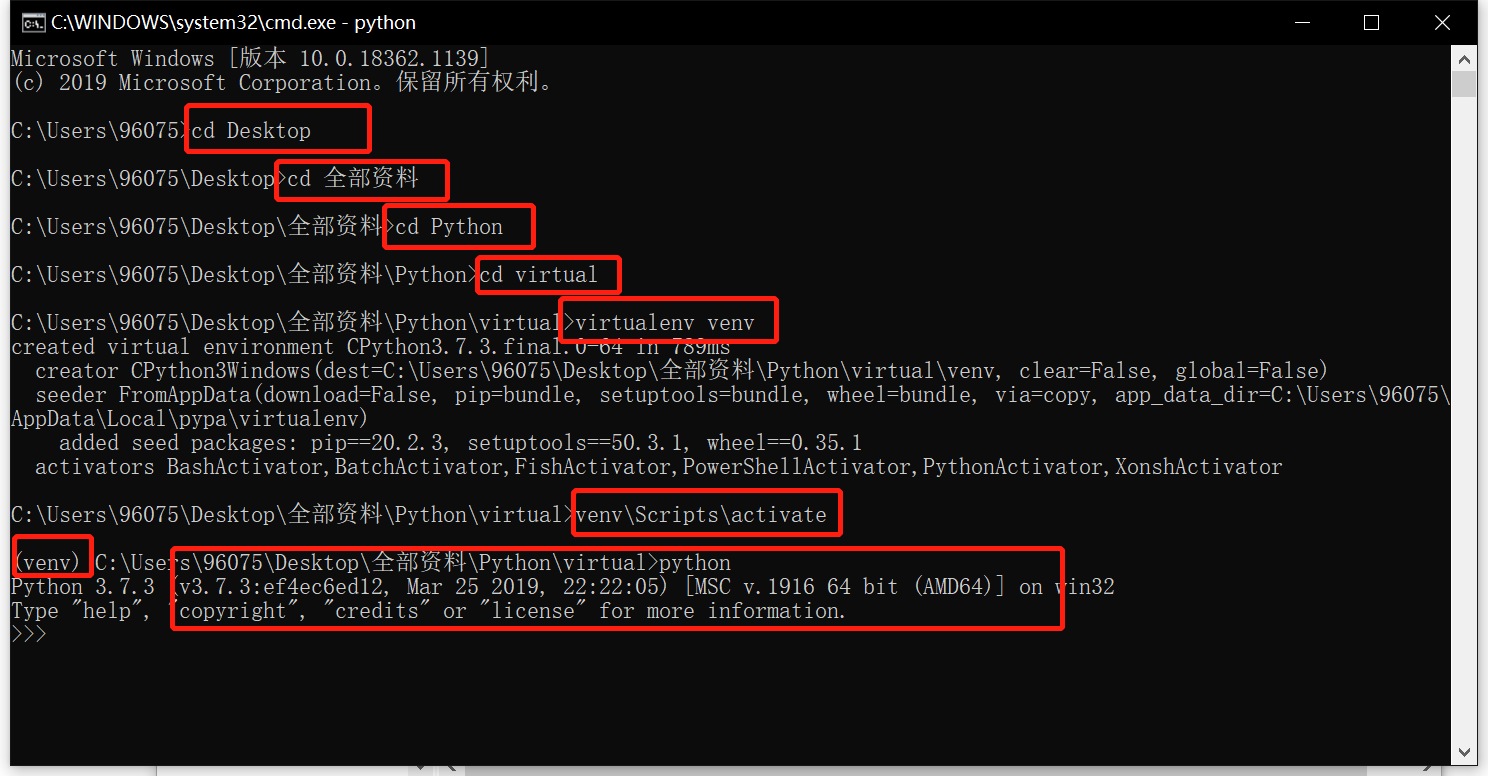 C:\WINDOWS\system32\cmd.exe - python
Microsoft Windows [版本 10.0.18362.1139]
(c) 2019 Microsoft Corporation。保留所有权利。
C:\Users\96075>cd Desktop
C:\Users\96075\Desktop>cd 全部资料
C:\Users\96075\Desktop\全部资料>cd Python
C:\Users\96075\Desktop\全部资料\Python>cd virtual
C:\Users\96075\Desktop\全部资料\Python\virtual>virtualenv venv
created virtual environment CPython3.7.3.final.0-64 in 789ms
  creator CPython3Windows(dest=C:\Users\96075\Desktop\全部资料\Python\virtual\venv, clear=False, global=False)
  seeder FromAppData(download=False, pip=bundle, setuptools=bundle, wheel=bundle, via=copy, app_data_dir=C:\Users\96075\
AppData\Local\pypa\virtualenv)
    added seed packages: pip==20.2.3, setuptools==50.3.1, wheel==0.35.1
  activators BashActivator,BatchActivator,FishActivator,PowerShellActivator,PythonActivator,XonshActivator
C:\Users\96075\Desktop\全部资料\Python\virtual>venv\Scripts\activate
(venv) C:\Users\96075\Desktop\全部资料\Python\virtual>python
Python 3.7.3 (v3.7.3:ef4ec6ed12, Mar 25 2019, 22:22:05) [MSC v.1916 64 bit (AMD64)] on win32
Type "help", "copyright", "credits" or "license" for more information.
>>>